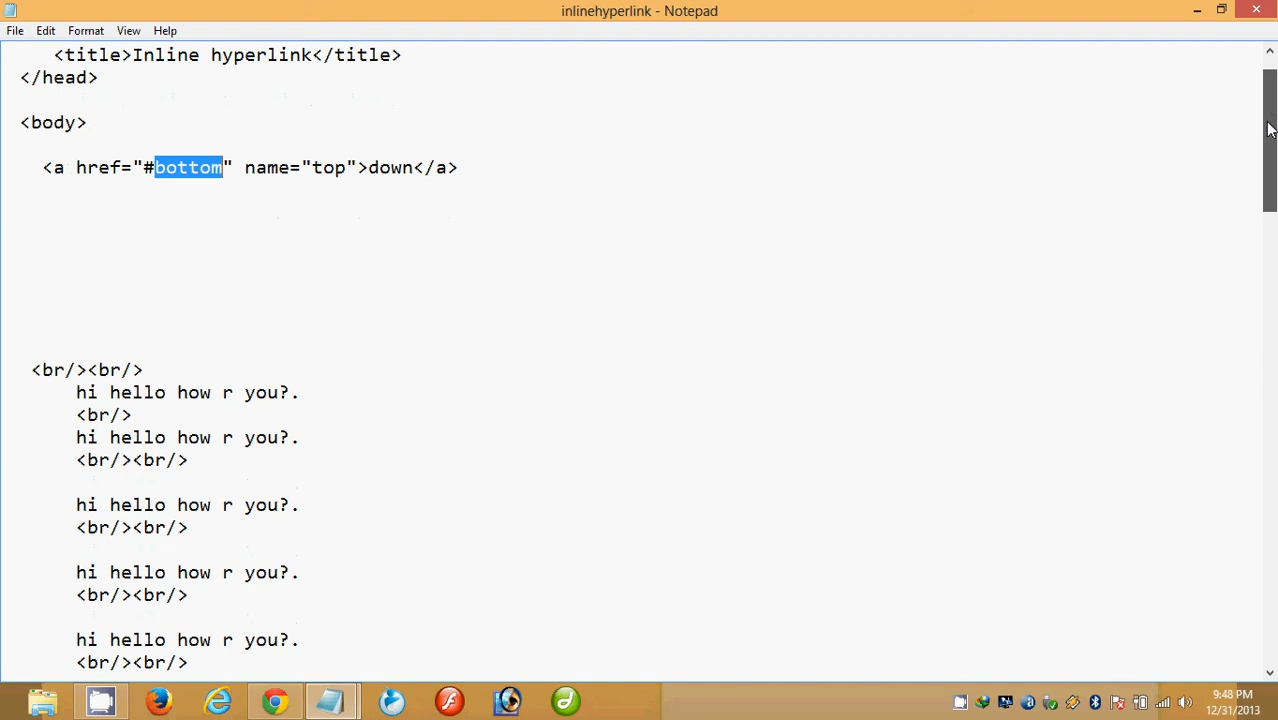 inlinehyperlink - Notepad
File Edit Format View Help
<title>Inline hyperlink</title>
</head>
<body>
<a href="#bottom" name="top">down</a>
<br/><br/>
hi hello how r you?.
<br/>
hi hello how r you?.
<br/><br/>
hi hello how r you?.
<br/><br/>
hi hello how r you?.
<br/><br/>
hi hello how r you?.
<br/><br/>
9:48 PM
12/31/2013